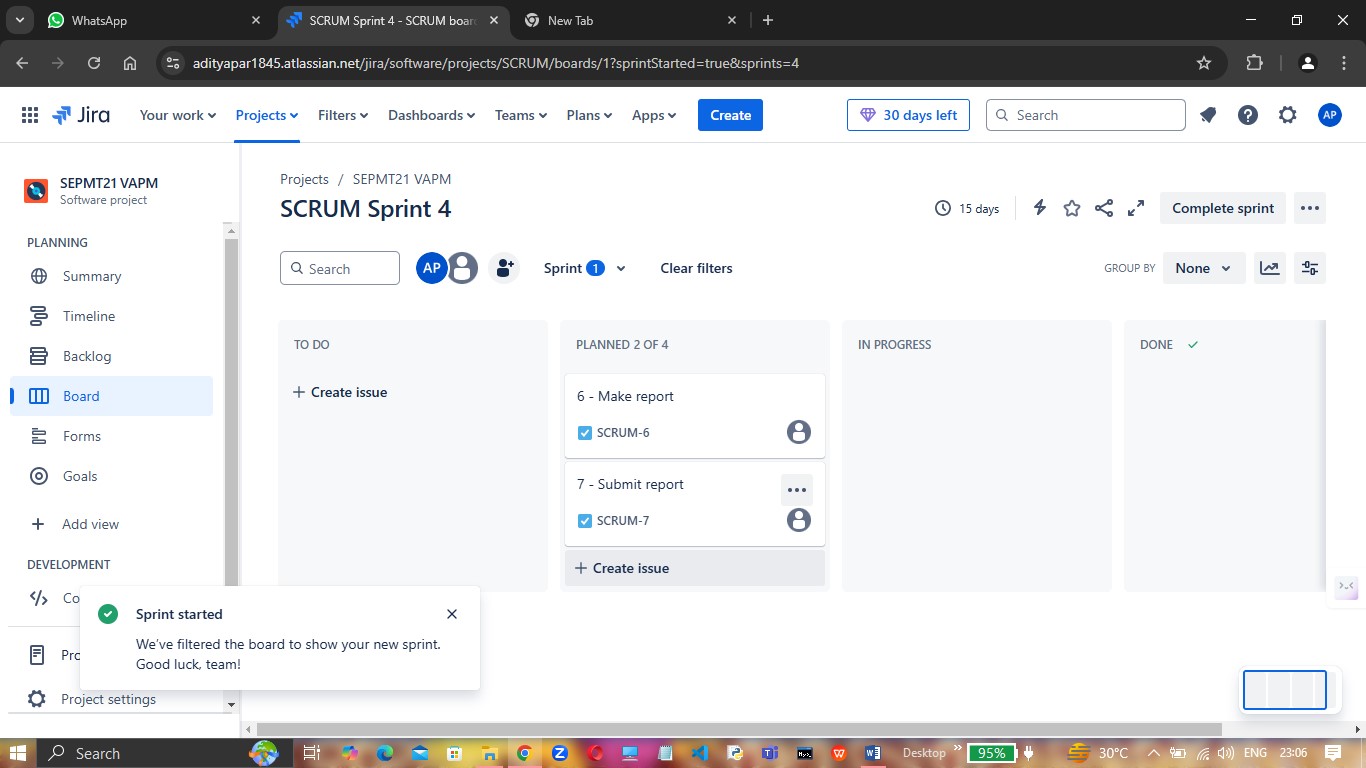 WhatsApp
SCRUM Sprint 4 - SCRUM boar
New Tab
adityapar1845.atlassian.net/jira/software/projects/SCRUM/boards/1?sprintStarted=true&sprints=4
Jira
Your work
Projects
Filters
Dashboards
Teams
Plans
Apps
Create
30 days left
Search
AP
SEPMT21 VAPM
Software project
PLANNING
Summary
Timeline
Backlog
Board
Forms
Goals
Add view
DEVELOPMENT
Co
Pro
Project settings
Projects / SEPMT21 VAPM
SCRUM Sprint 4
15 days
Complete sprint
Search
AP
Sprint 1
Clear filters
GROUP BY
None
TO DO
Create issue
PLANNED 2 OF 4
6 - Make report
SCRUM-6
7 - Submit report
SCRUM-7
Create issue
IN PROGRESS
DONE
Sprint started
We've filtered the board to show your new sprint.
Good luck, team!
Search
Desktop
95%
30°C
ENG
23:06